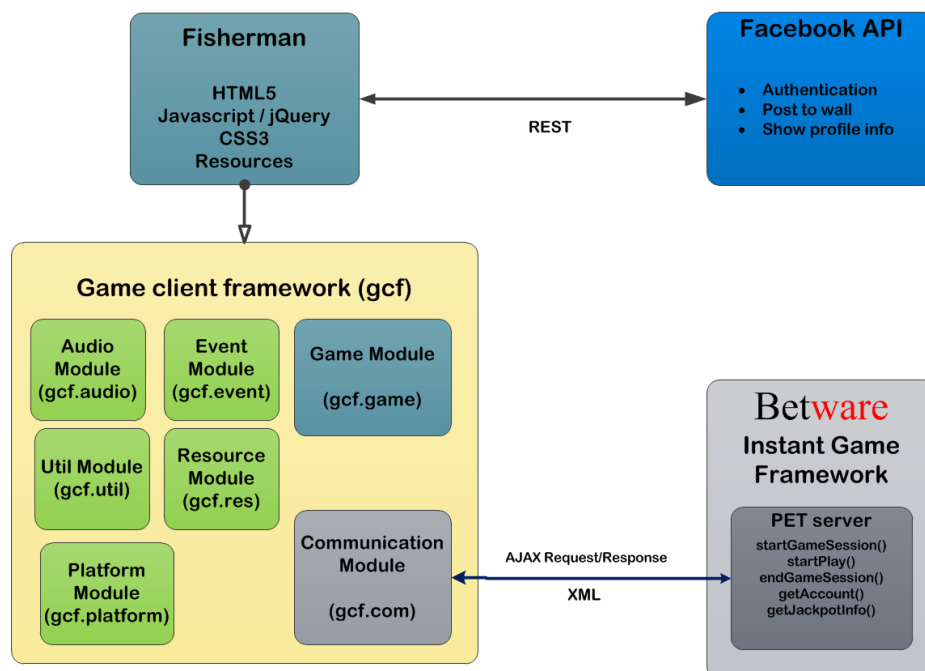 Fisherman
HTML5
Javascript / jQuery
CSS3
Resources
Facebook API
• Authentication
• Post to wall
• Show profile info
REST
Game client framework (gcf)
Audio
Module
(gcf.audio)
Event
Module
(gcf.event)
Game Module
(gcf.game)
Util Module
(gcf.util)
Resource
Module
(gcf.res)
Platform
Module
(gcf.platform)
Communication
Module
(gcf.com)
AJAX Request/Response
XML
Betware
Instant Game
Framework
PET server
startGameSession()
startPlay()
endGameSession()
getAccount()
getJackpotInfo()